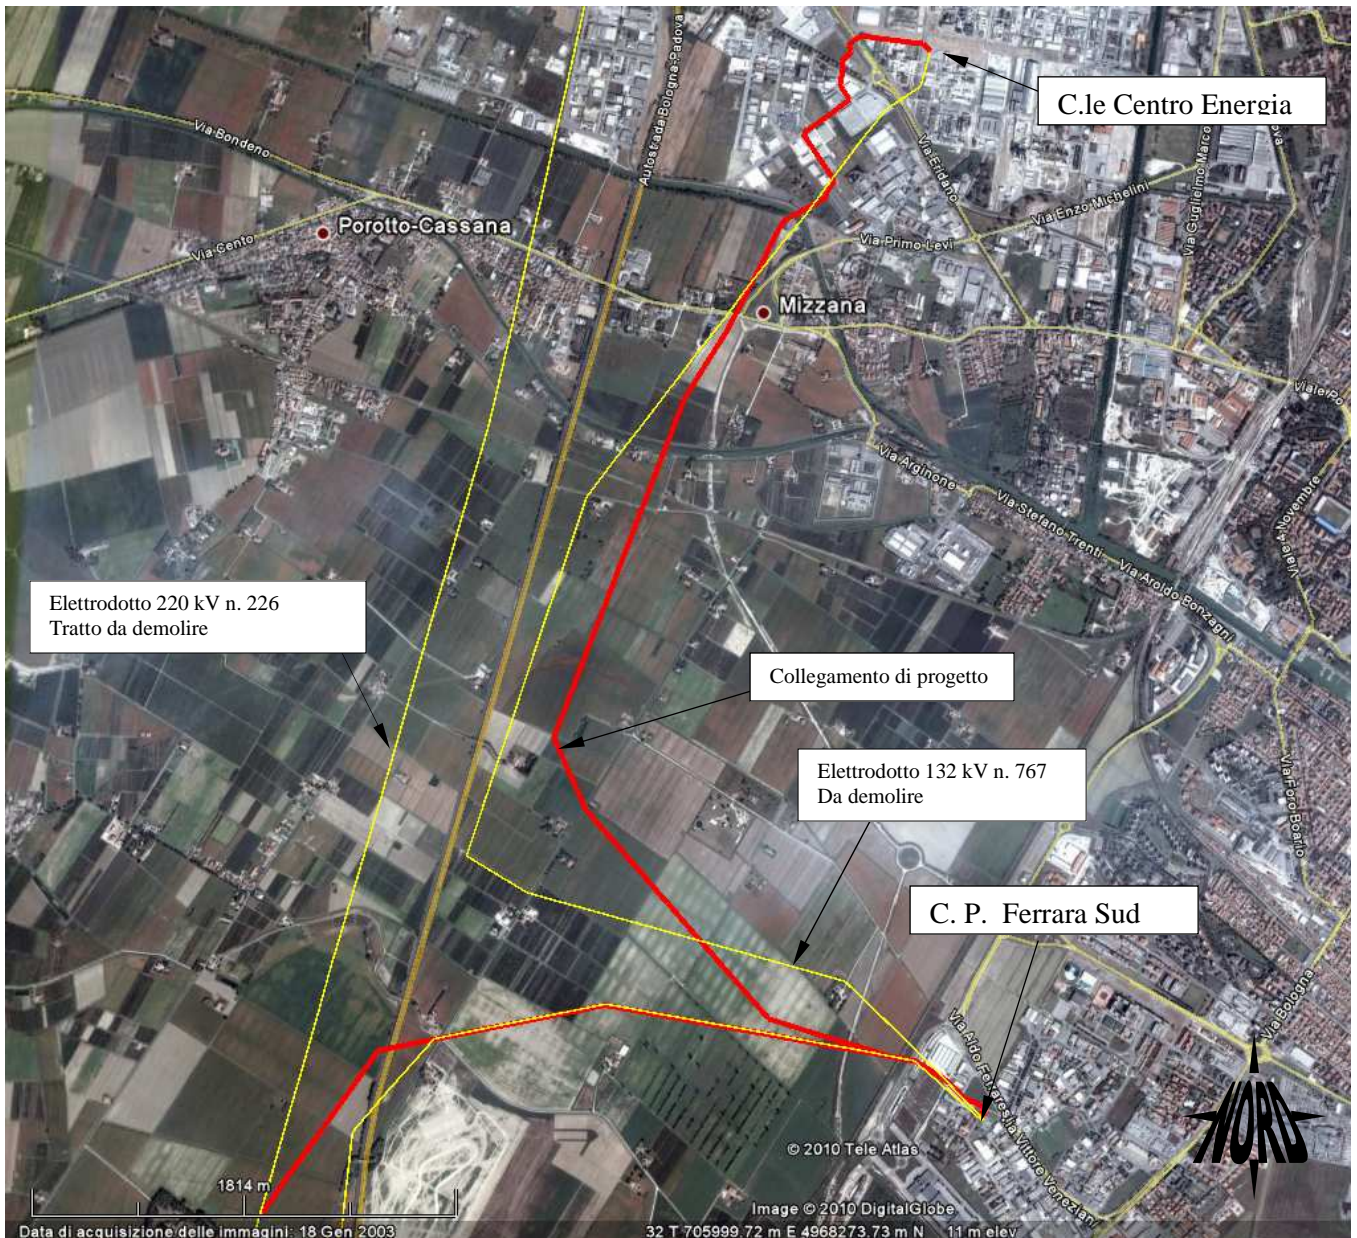 C.le Centro Energia
Autostrada Bologna-Padova
Via Bondeno
Via Eridano
Via Guglielmo Marco
ova
Via Enzo Michelini
Porotto-Cassana
Via Cento
Via Primo Levi
Mizzana
Viale Po
Via Arginone
Viale 4 Novembre
Via Stefano Trenti
Via Aroldo Bonzagni
Elettrodotto 220 kV n. 226
Tratto da demolire
Collegamento di progetto
Elettrodotto 132 kV n. 767
Da demolire
Via Foro Boario
C. P. Ferrara Sud
Via Bologna
Via Aldo Ferraresi
Via Vittore Veneziani
NORD
© 2010 Tele Atlas
1814 m
Image © 2010 DigitalGlobe
Data di acquisizione delle immagini: 18 Gen 2003
32 T 705999.72 m E 4968273.73 m N 11 m elev